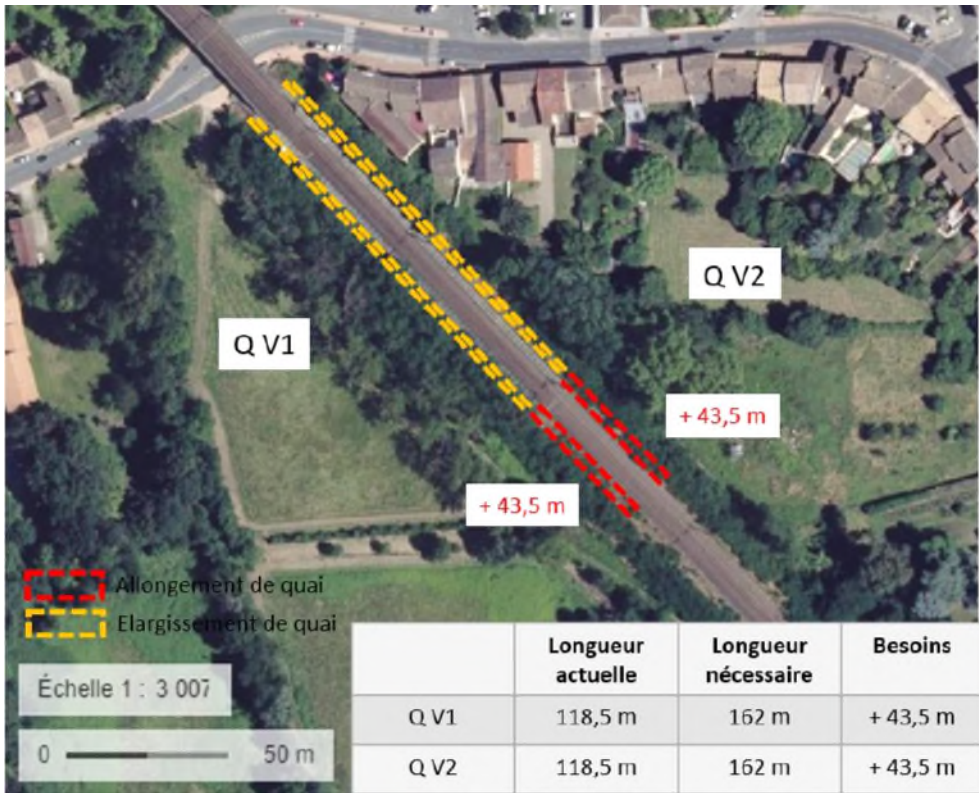 Q V2
Q V1
+ 43,5 m
+ 43,5 m
Allongement de quai
Elargissement de quai
Échelle 1 : 3 007
0 50 m
Longueur actuelle Longueur nécessaire Besoins
Q V1 118,5 m 162 m + 43,5 m
Q V2 118,5 m 162 m + 43,5 m